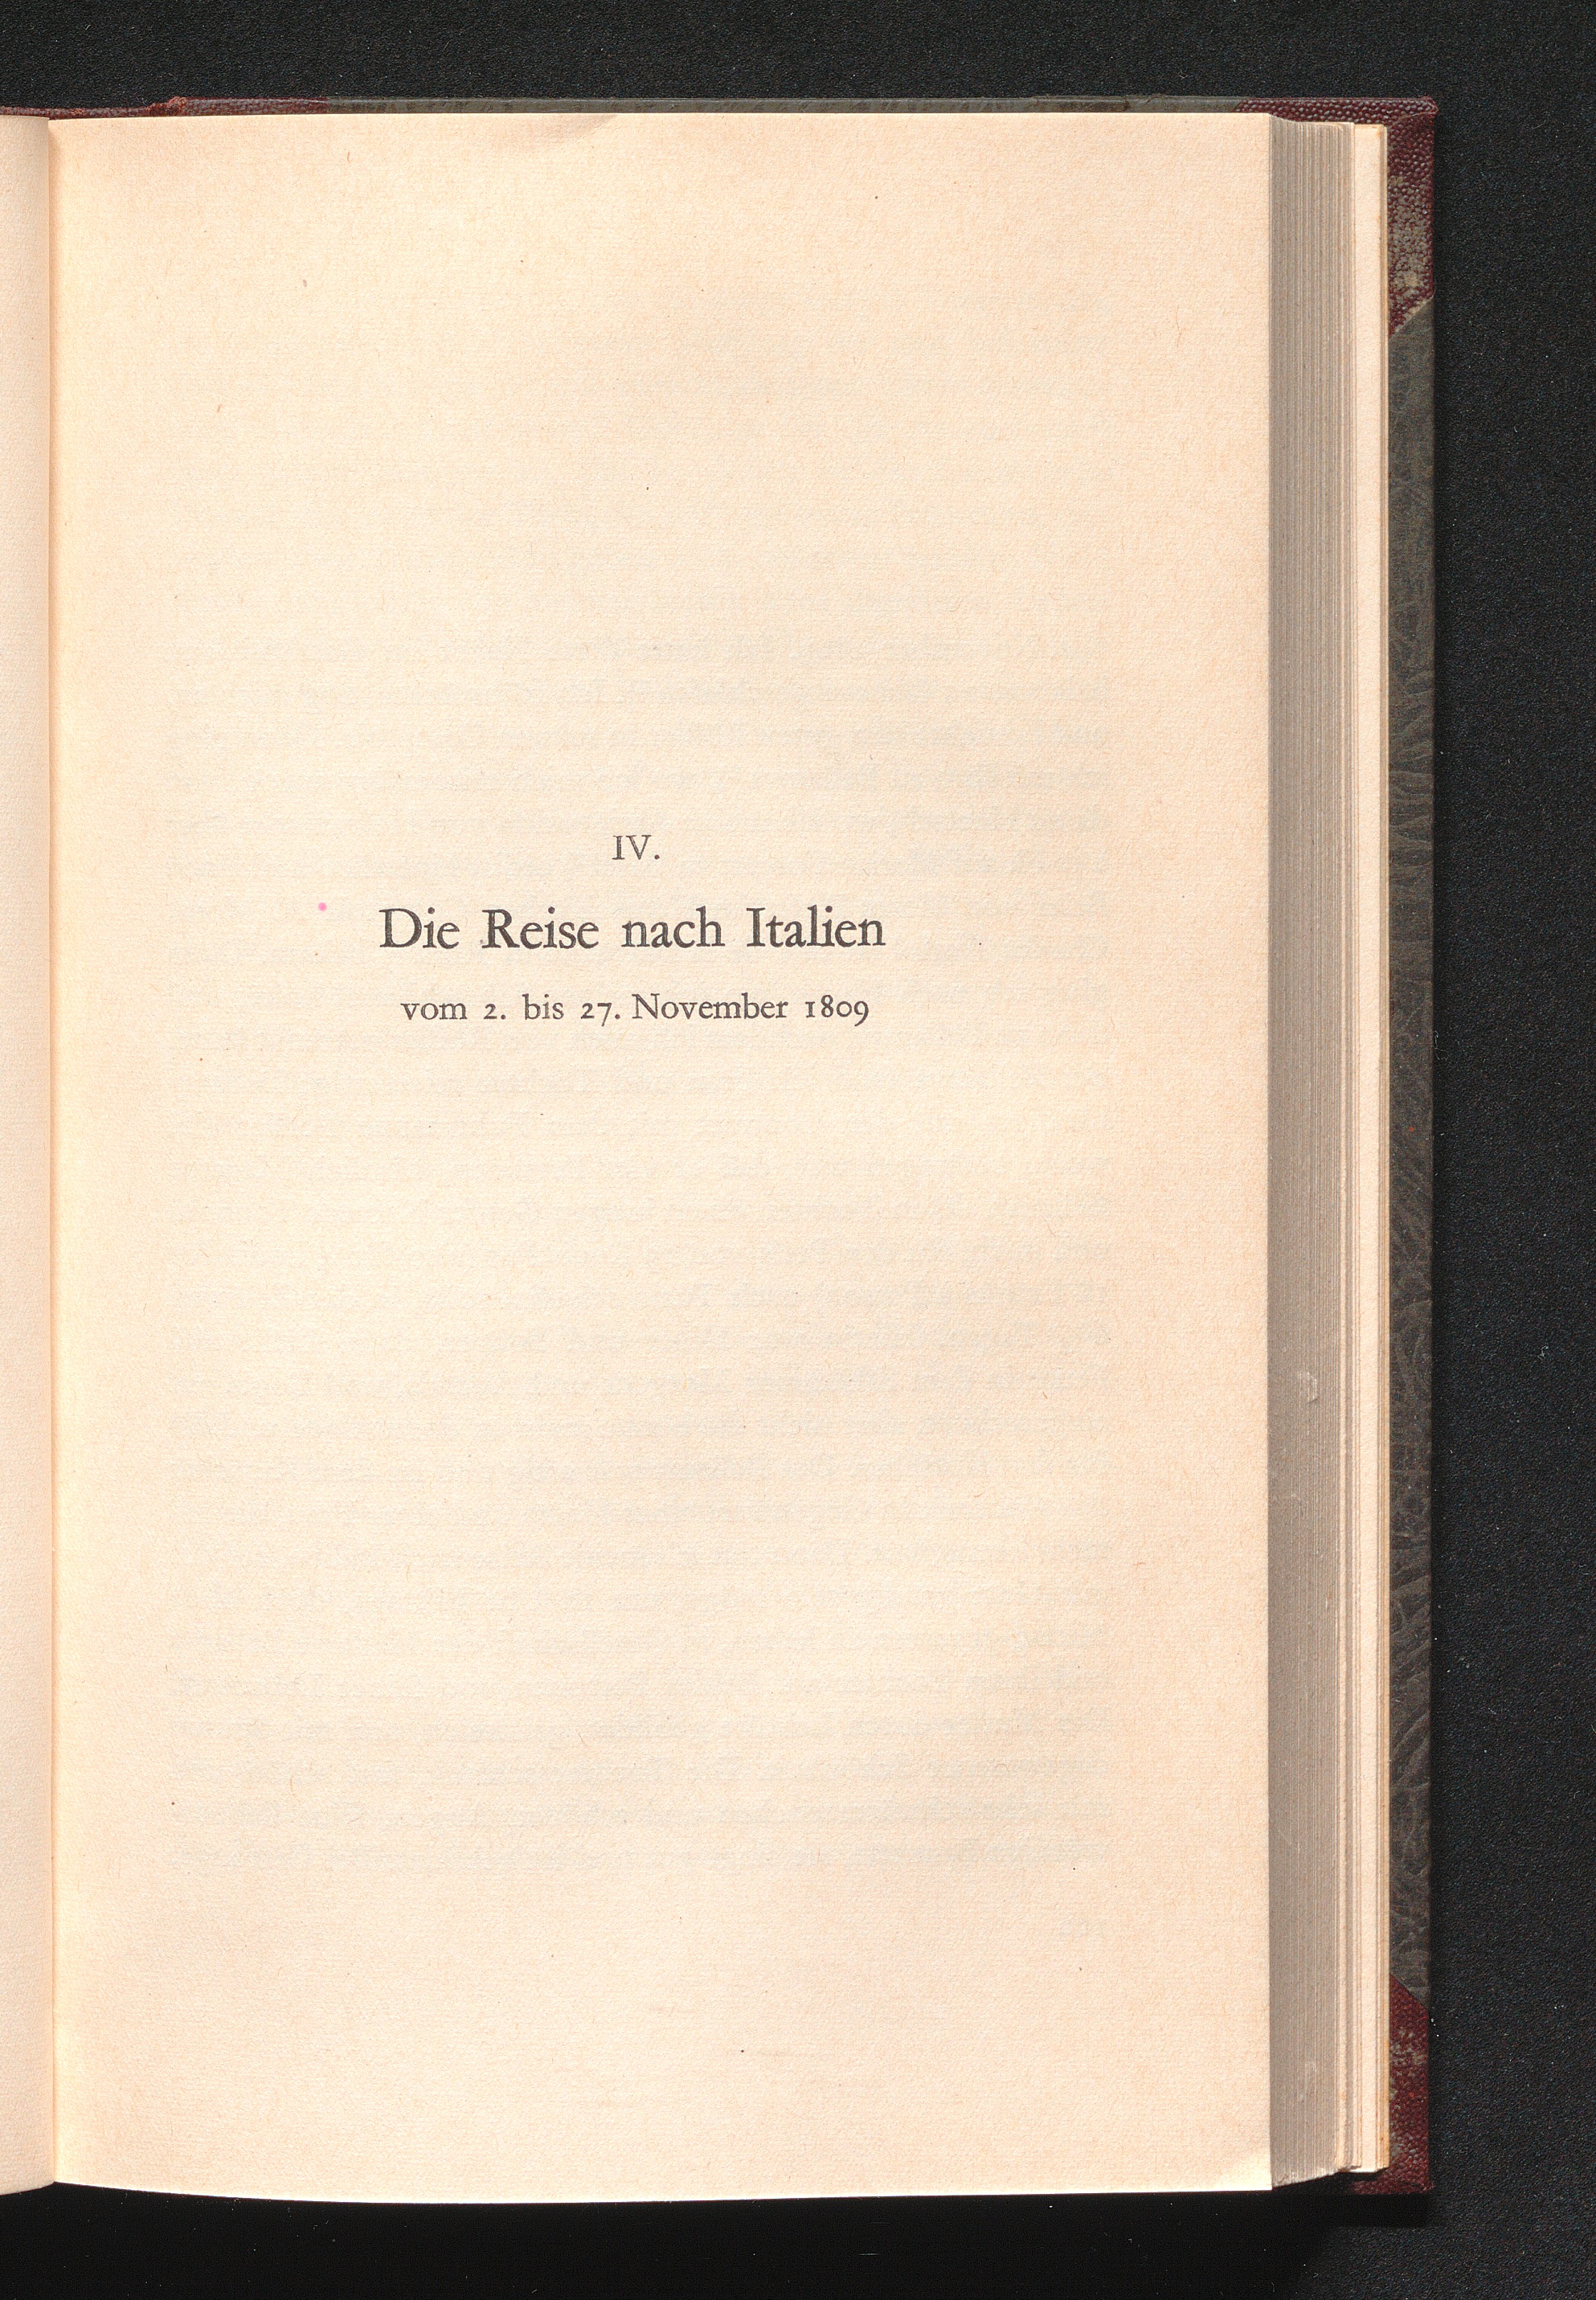 IV.
Die Reise nach Italien
vom 2. bis 27. November 1809